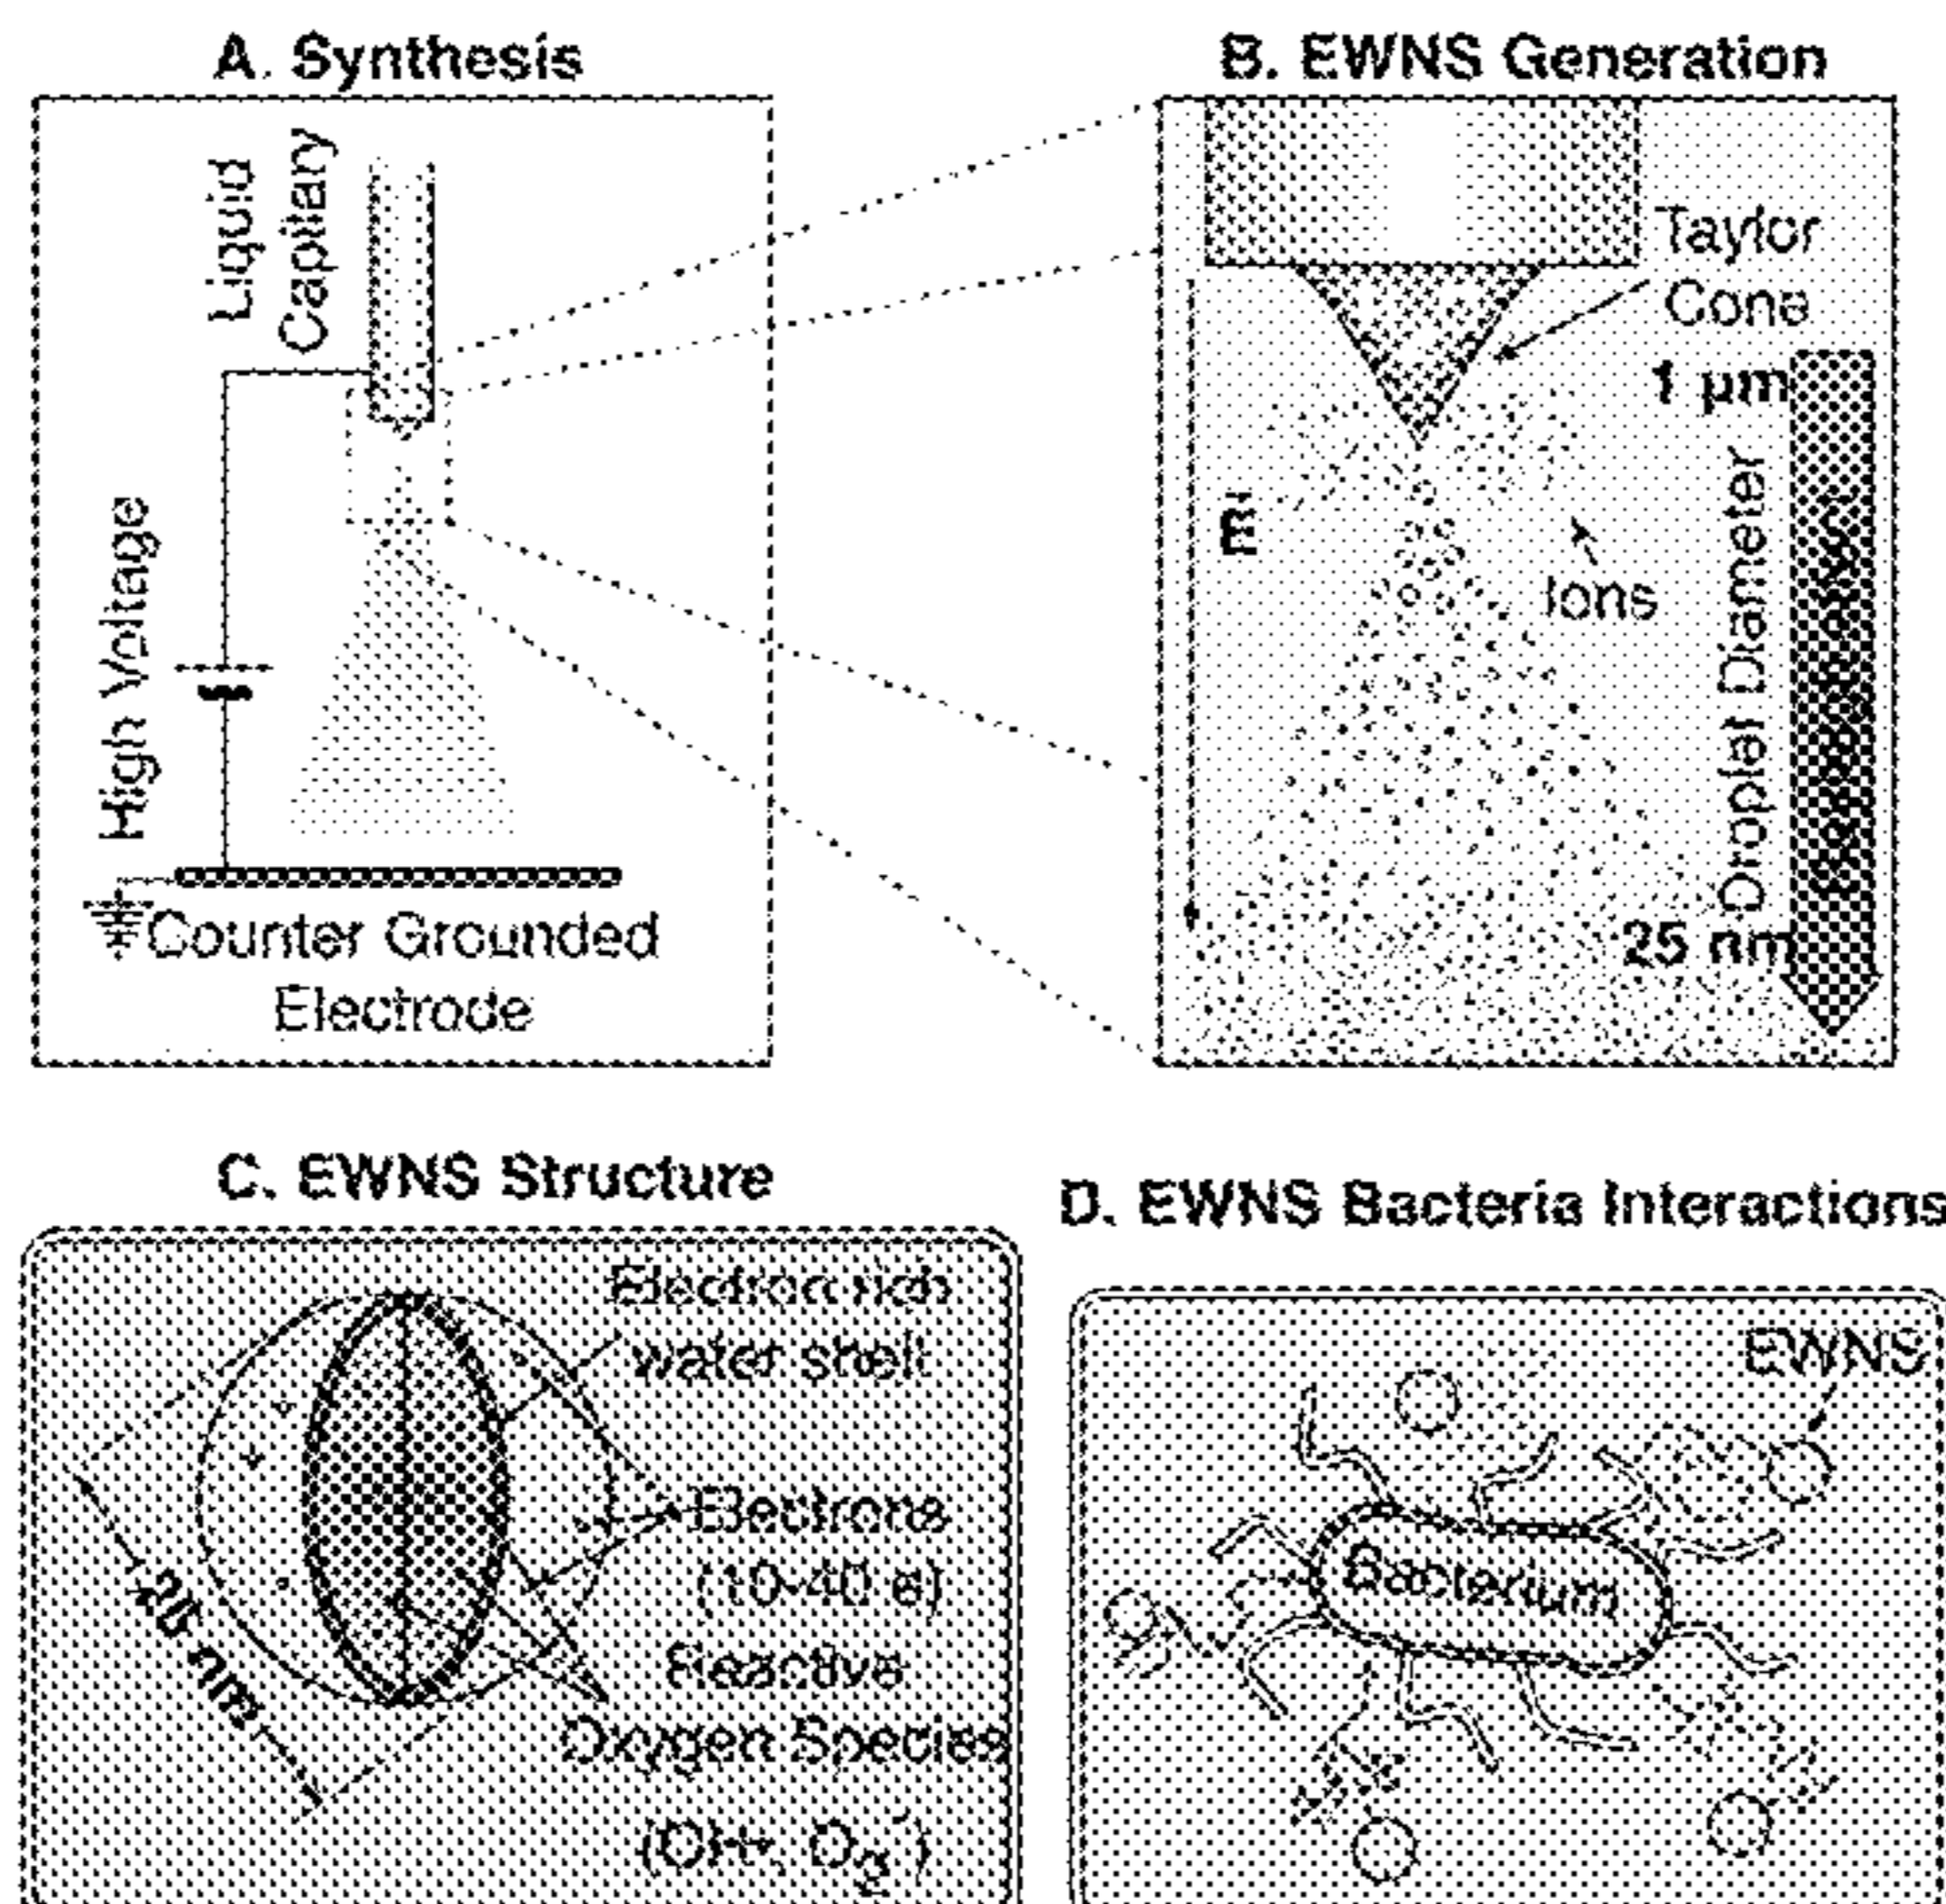 A. Synthesis
Liquid
Capillary
High Voltage
Counter Grounded
Electrode
B. EWNS Generation
Taylor
Cone
1 μm
E
Ions
Droplet Diameter
25 nm
C. EWNS Structure
Electron rich
water shell
Electrons
(10-40 e)
Reactive
Oxygen Species
25 nm
D. EWNS Bacteria Interactions
EWNS
Bacterium